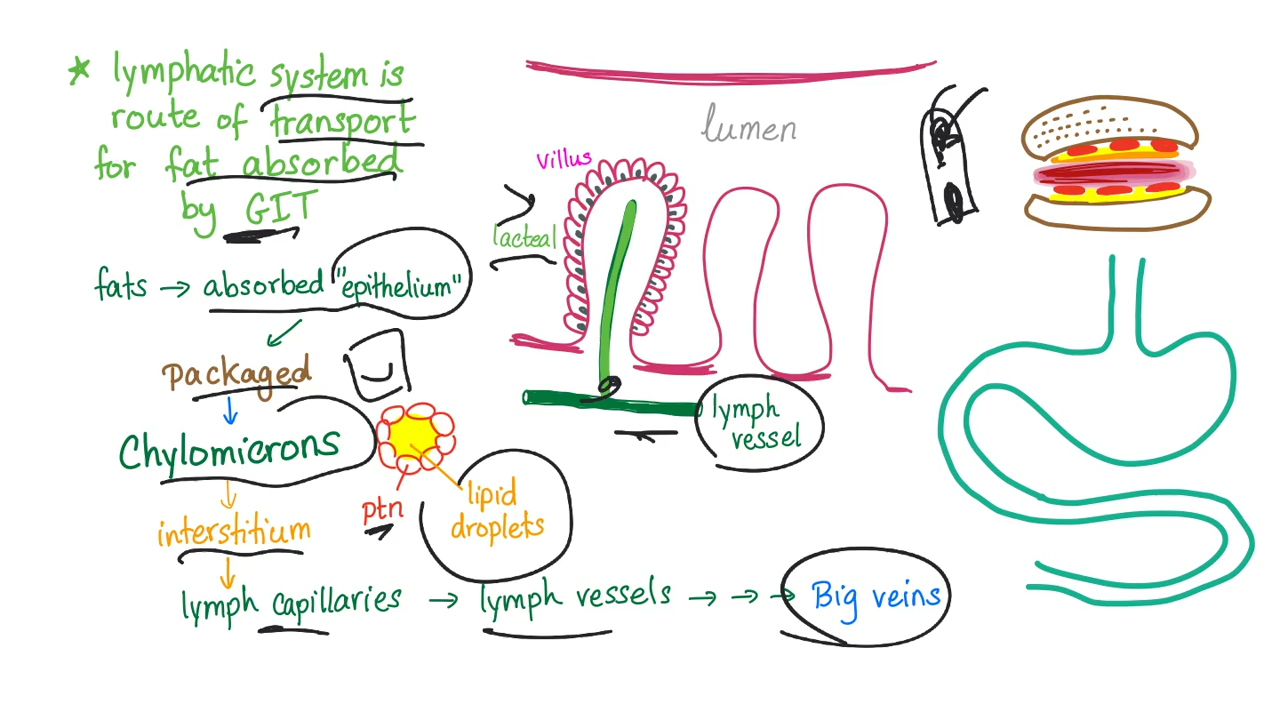 * lymphatic system is
route of transport
for fat absorbed
by GIT
fats → absorbed "epithelium"
packaged
Chylomicrons
ptn
lipid
droplets
interstitium
lymph capillaries → lymph vessels → → → Big veins
lumen
villus
lacteal
lymph
vessel